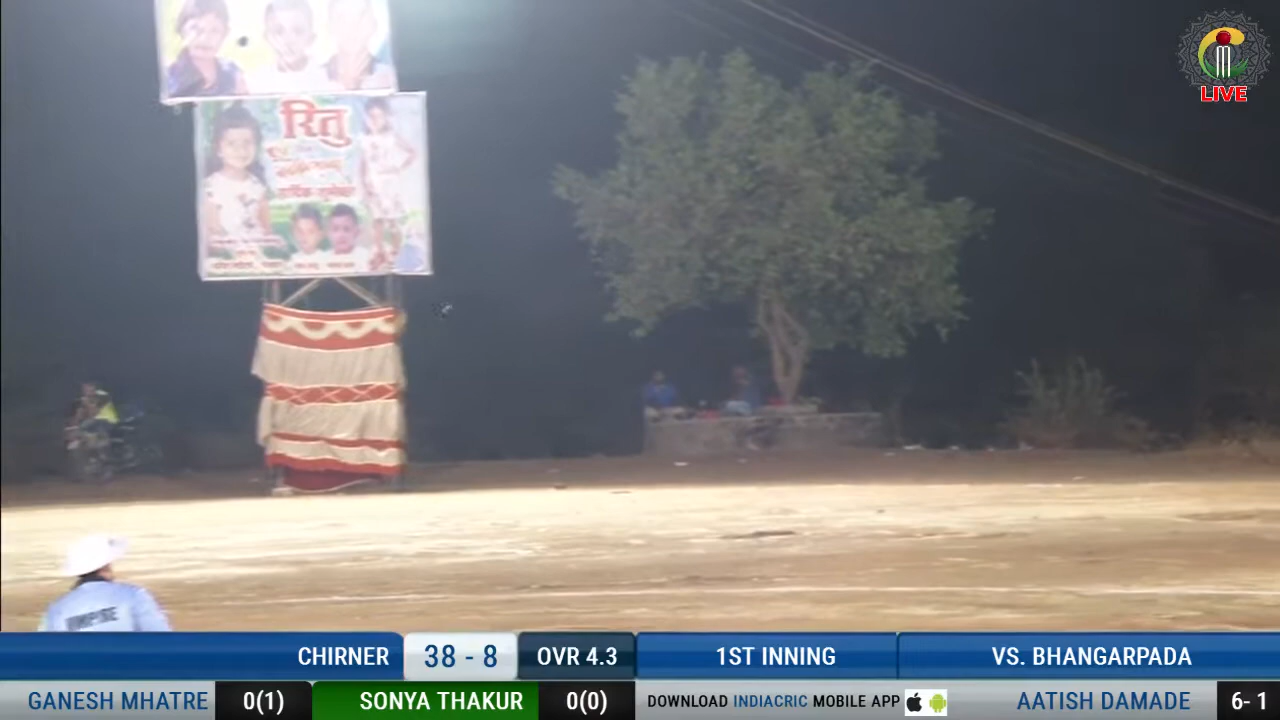 LIVE
रितु
UMPIRE
CHIRNER 38 - 8 OVR 4.3 1ST INNING VS. BHANGARPADA
GANESH MHATRE 0(1) SONYA THAKUR 0(0) DOWNLOAD INDIACRIC MOBILE APP AATISH DAMADE 6- 1